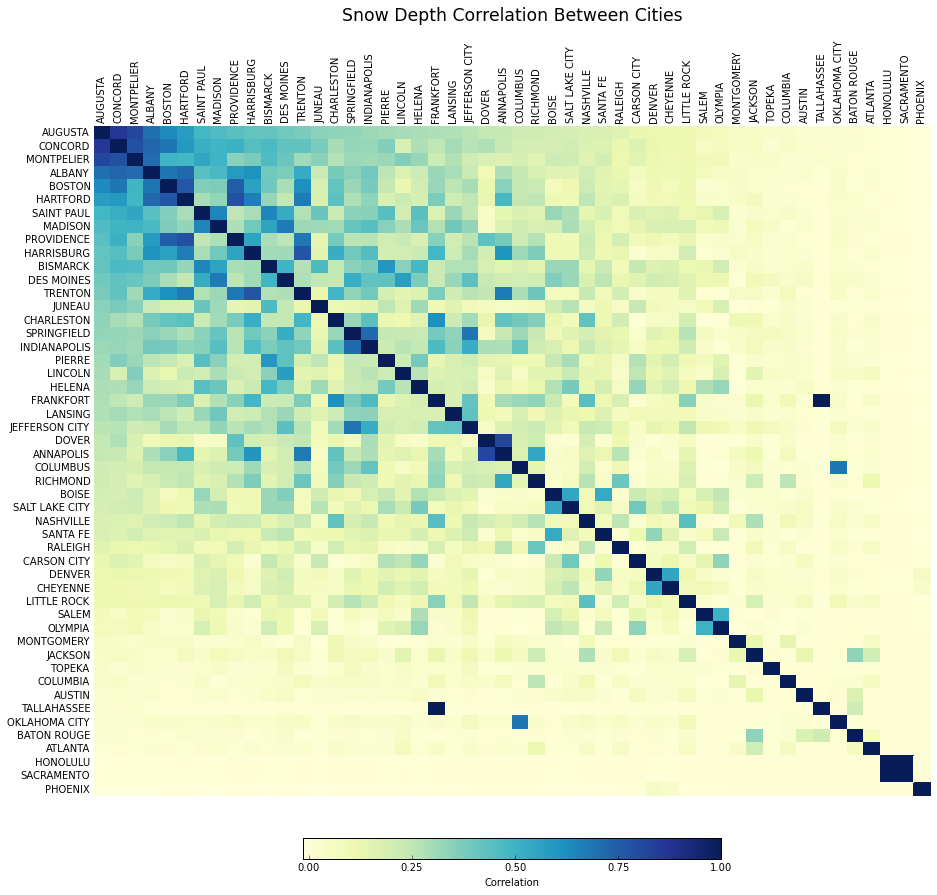 Snow Depth Correlation Between Cities
AUGUSTA
CONCORD
MONTPELIER
ALBANY
BOSTON
HARTFORD
SAINT PAUL
MADISON
PROVIDENCE
HARRISBURG
BISMARCK
DES MOINES
TRENTON
JUNEAU
CHARLESTON
SPRINGFIELD
INDIANAPOLIS
PIERRE
LINCOLN
HELENA
FRANKFORT
LANSING
JEFFERSON CITY
DOVER
ANNAPOLIS
COLUMBUS
RICHMOND
BOISE
SALT LAKE CITY
NASHVILLE
SANTA FE
RALEIGH
CARSON CITY
DENVER
CHEYENNE
LITTLE ROCK
SALEM
OLYMPIA
MONTGOMERY
JACKSON
TOPEKA
COLUMBIA
AUSTIN
TALLAHASSEE
OKLAHOMA CITY
BATON ROUGE
ATLANTA
HONOLULU
SACRAMENTO
PHOENIX
AUGUSTA
CONCORD
MONTPELIER
ALBANY
BOSTON
HARTFORD
SAINT PAUL
MADISON
PROVIDENCE
HARRISBURG
BISMARCK
DES MOINES
TRENTON
JUNEAU
CHARLESTON
SPRINGFIELD
INDIANAPOLIS
PIERRE
LINCOLN
HELENA
FRANKFORT
LANSING
JEFFERSON CITY
DOVER
ANNAPOLIS
COLUMBUS
RICHMOND
BOISE
SALT LAKE CITY
NASHVILLE
SANTA FE
RALEIGH
CARSON CITY
DENVER
CHEYENNE
LITTLE ROCK
SALEM
OLYMPIA
MONTGOMERY
JACKSON
TOPEKA
COLUMBIA
AUSTIN
TALLAHASSEE
OKLAHOMA CITY
BATON ROUGE
ATLANTA
HONOLULU
SACRAMENTO
PHOENIX
-0.00 0.25 0.50 0.75 1.00
Correlation